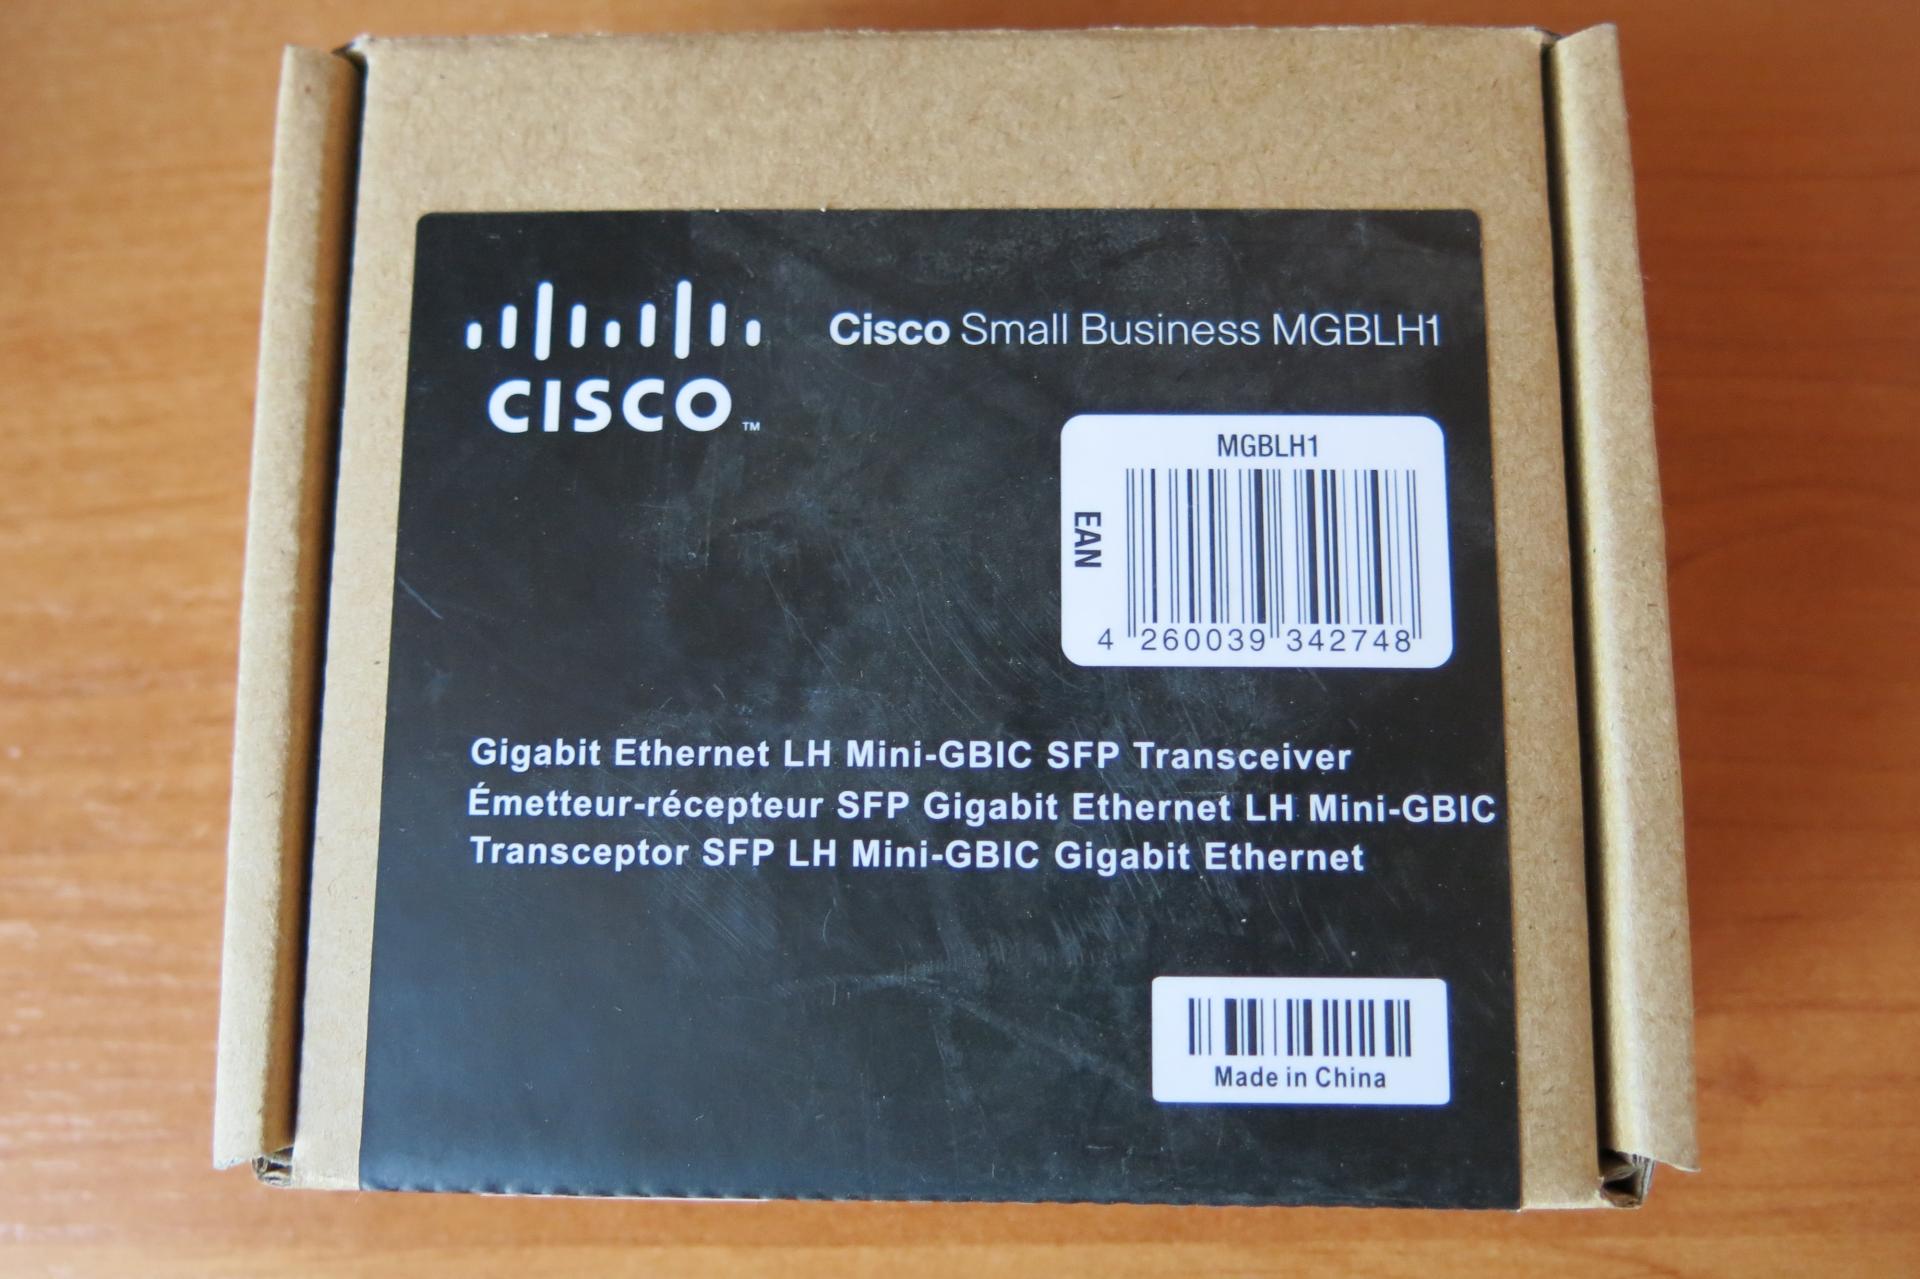 CISCO™
Cisco Small Business MGBLH1
MGBLH1
EAN
4 260039 342748
Gigabit Ethernet LH Mini-GBIC SFP Transceiver
Émetteur-récepteur SFP Gigabit Ethernet LH Mini-GBIC
Transceptor SFP LH Mini-GBIC Gigabit Ethernet
Made in China